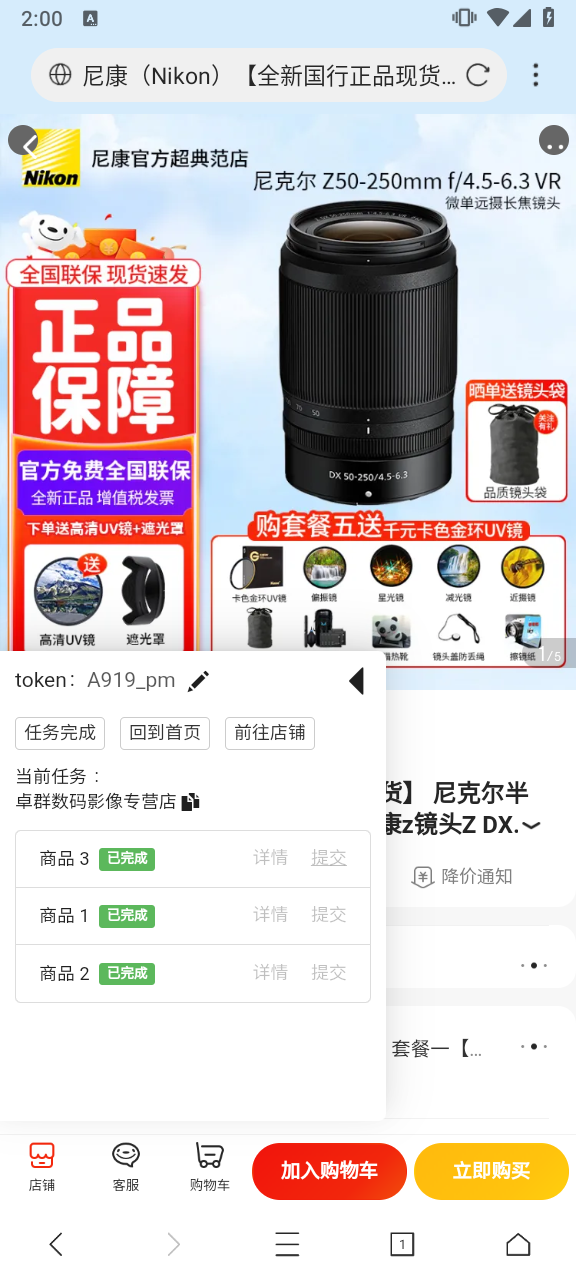 2:00
A
尼康（Nikon）【全新国行正品现货...
Nikon
尼康官方超典范店
尼克尔 Z50-250mm f/4.5-6.3 VR
微单远摄长焦镜头
全国联保 现货速发
正品
保障
官方免费全国联保
全新正品 增值税发票
下单送高清UV镜+遮光罩
送
高清UV镜
遮光罩
70 50
DX 50-250/4.5-6.3
晒单送镜头袋
关注
有礼
品质镜头袋
购套餐五送千元卡色金环UV镜
卡色金环UV镜
偏振镜
星光镜
减光镜
近摄镜
猫热靴
镜头盖防丢绳
擦镜纸
1/5
token: A919_pm
任务完成
回到首页
前往店铺
当前任务：
卓群数码影像专营店
商品 3 已完成 详情 提交
商品 1 已完成 详情 提交
商品 2 已完成 详情 提交
货】 尼克尔半
康z镜头Z DX.
降价通知
套餐一【...
店铺
客服
购物车
加入购物车
立即购买
1